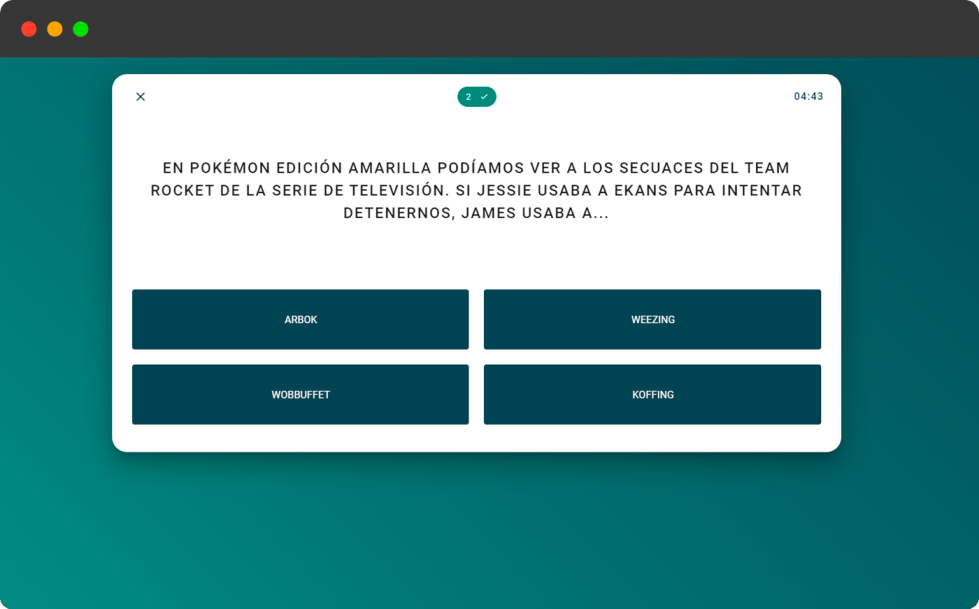 2
04:43
EN POKÉMON EDICIÓN AMARILLA PODÍAMOS VER A LOS SECUACES DEL TEAM
ROCKET DE LA SERIE DE TELEVISIÓN. SI JESSIE USABA A EKANS PARA INTENTAR
DETENERNOS, JAMES USABA A...
ARBOK
WEEZING
WOBBUFFET
KOFFING